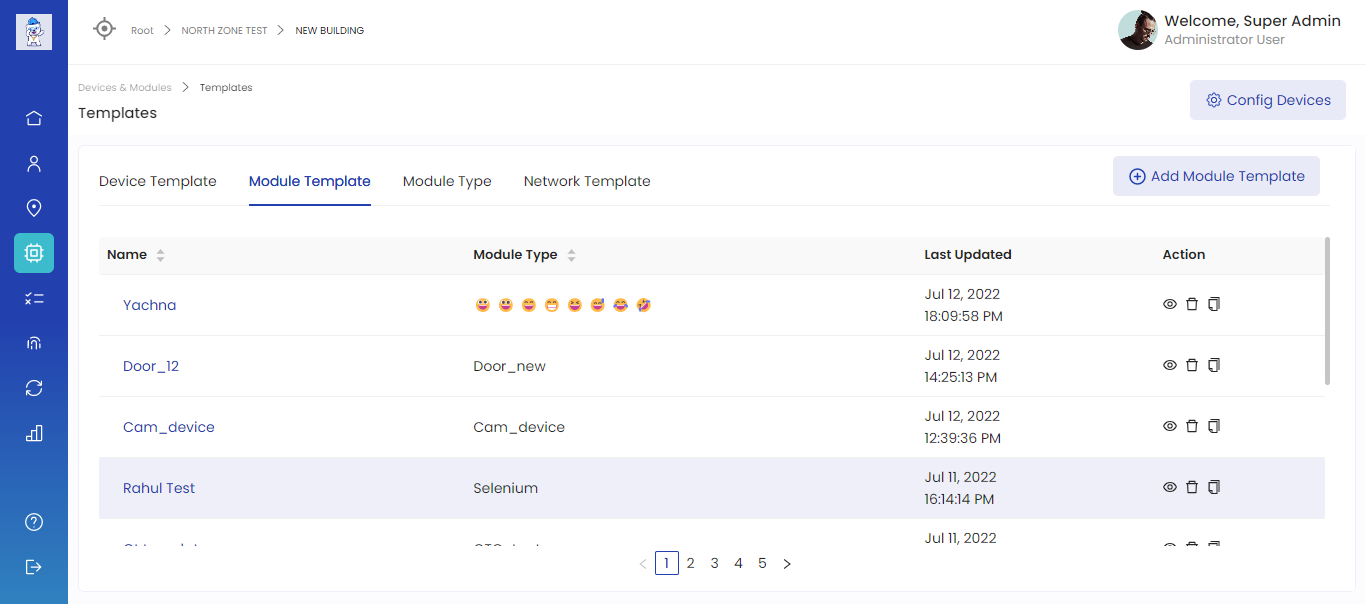 Root > NORTH ZONE TEST > NEW BUILDING
Welcome, Super Admin
Administrator User
Devices & Modules > Templates
Templates
Config Devices
Device Template Module Template Module Type Network Template
Add Module Template
Name Module Type Last Updated Action
Yachna 😀 😃 😄 😁 😆 😅 😂 🤣 Jul 12, 2022
18:09:58 PM
Door_12 Door_new Jul 12, 2022
14:25:13 PM
Cam_device Cam_device Jul 12, 2022
12:39:36 PM
Rahul Test Selenium Jul 11, 2022
16:14:14 PM
Jul 11, 2022
< 1 2 3 4 5 >